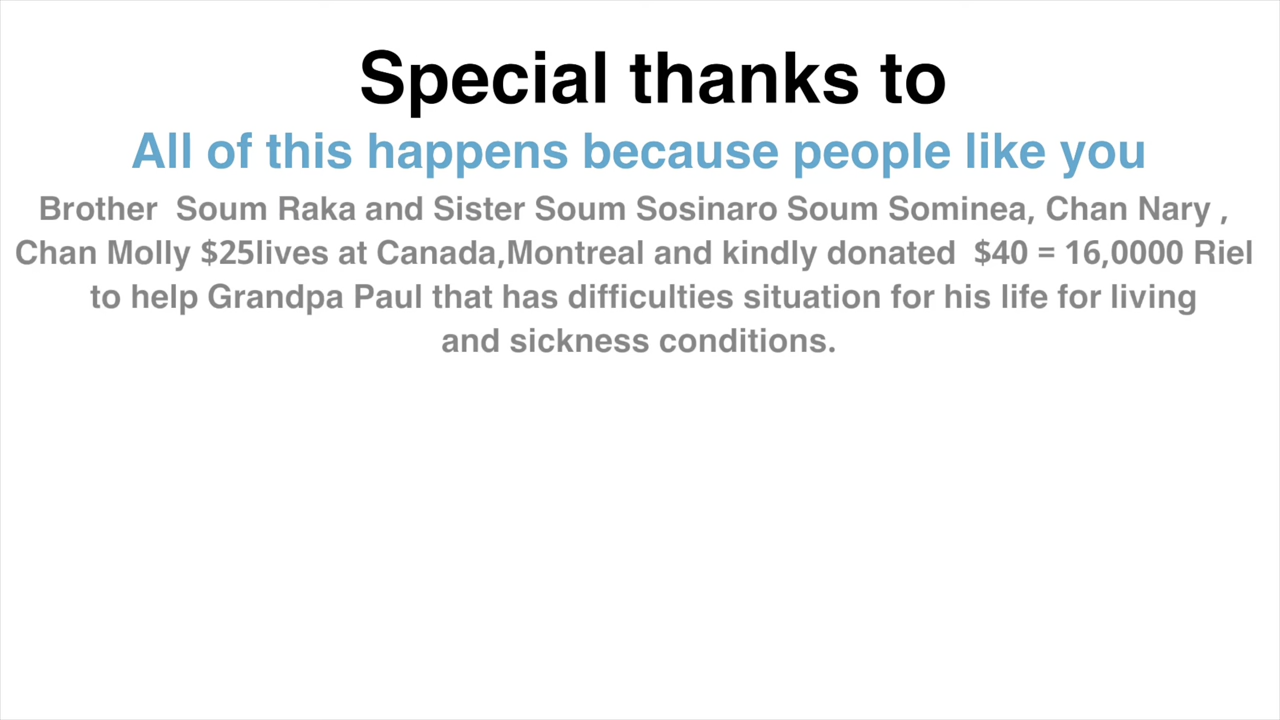 Special thanks to
All of this happens because people like you
Brother  Soum Raka and Sister Soum Sosinaro Soum Sominea, Chan Nary ,
Chan Molly $25lives at Canada,Montreal and kindly donated  $40 = 16,0000 Riel
to help Grandpa Paul that has difficulties situation for his life for living
and sickness conditions.